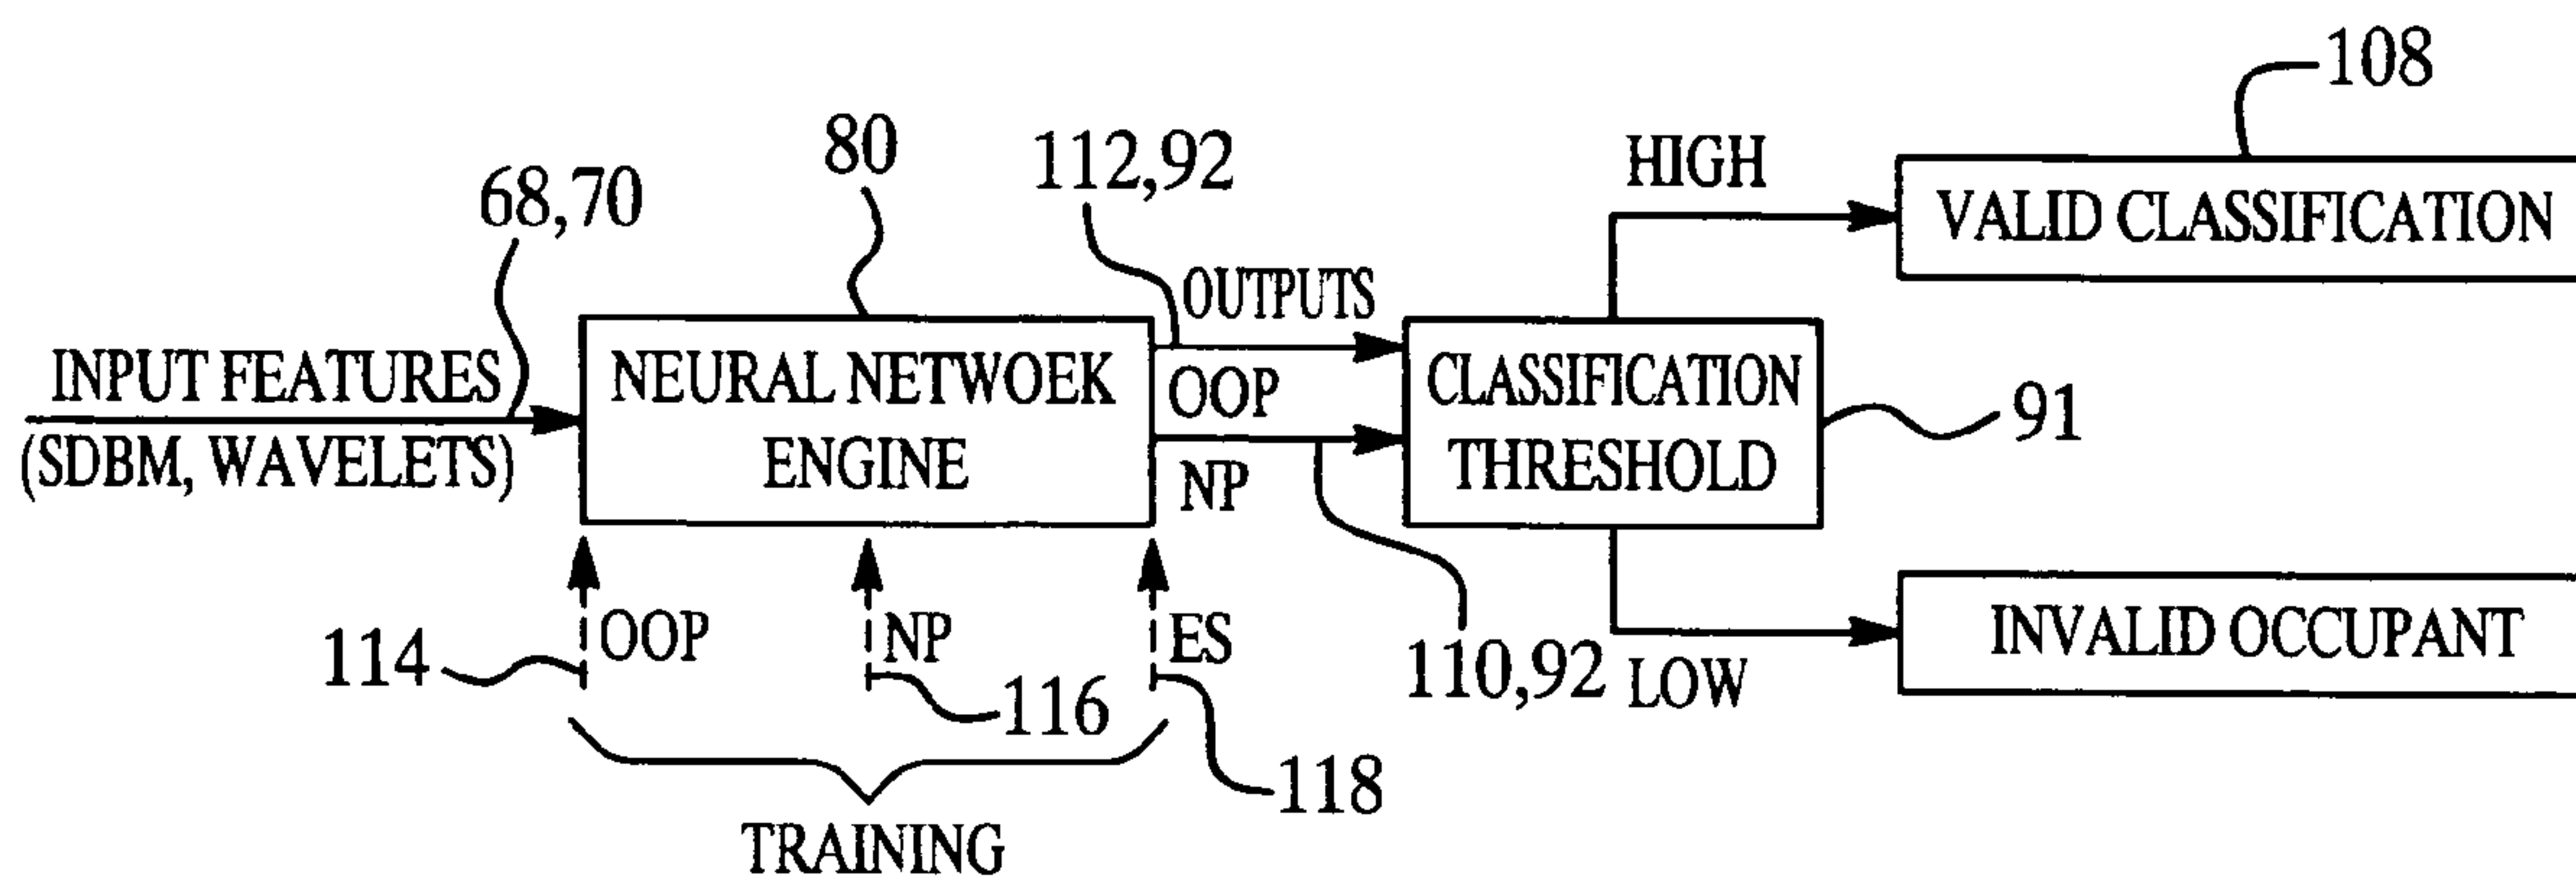 108
HIGH
VALID CLASSIFICATION
80
112,92
68,70
OUTPUTS
INPUT FEATURES
(SDBM, WAVELETS)
NEURAL NETWOEK
ENGINE
OOP
NP
CLASSIFICATION
THRESHOLD
91
114
OOP
NP
116
ES
118
110,92
LOW
INVALID OCCUPANT
TRAINING